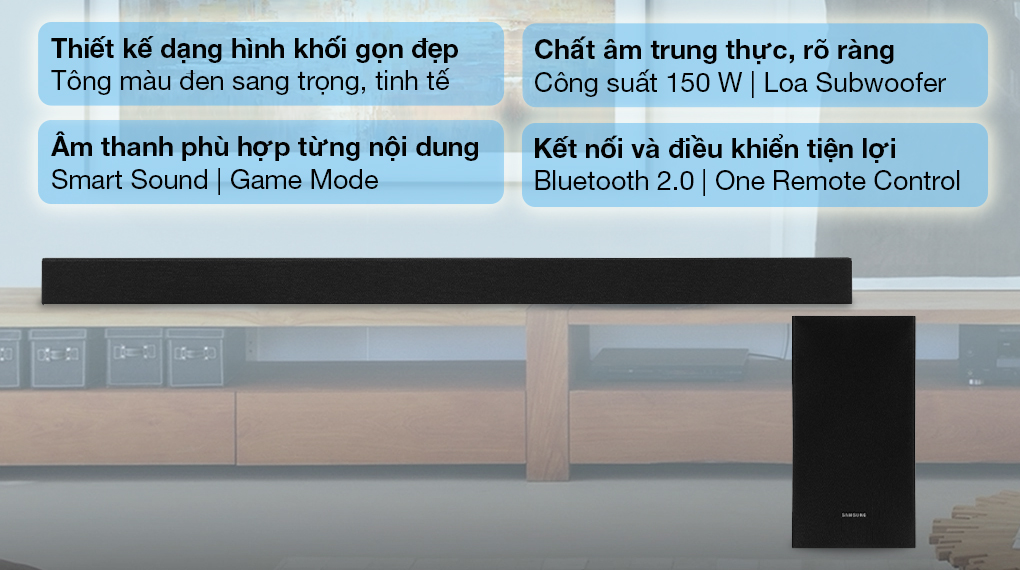 Thiết kế dạng hình khối gọn đẹp
Tông màu đen sang trọng, tinh tế
Chất âm trung thực, rõ ràng
Công suất 150 W | Loa Subwoofer
Âm thanh phù hợp từng nội dung
Smart Sound | Game Mode
Kết nối và điều khiển tiện lợi
Bluetooth 2.0 | One Remote Control
SAMSUNG